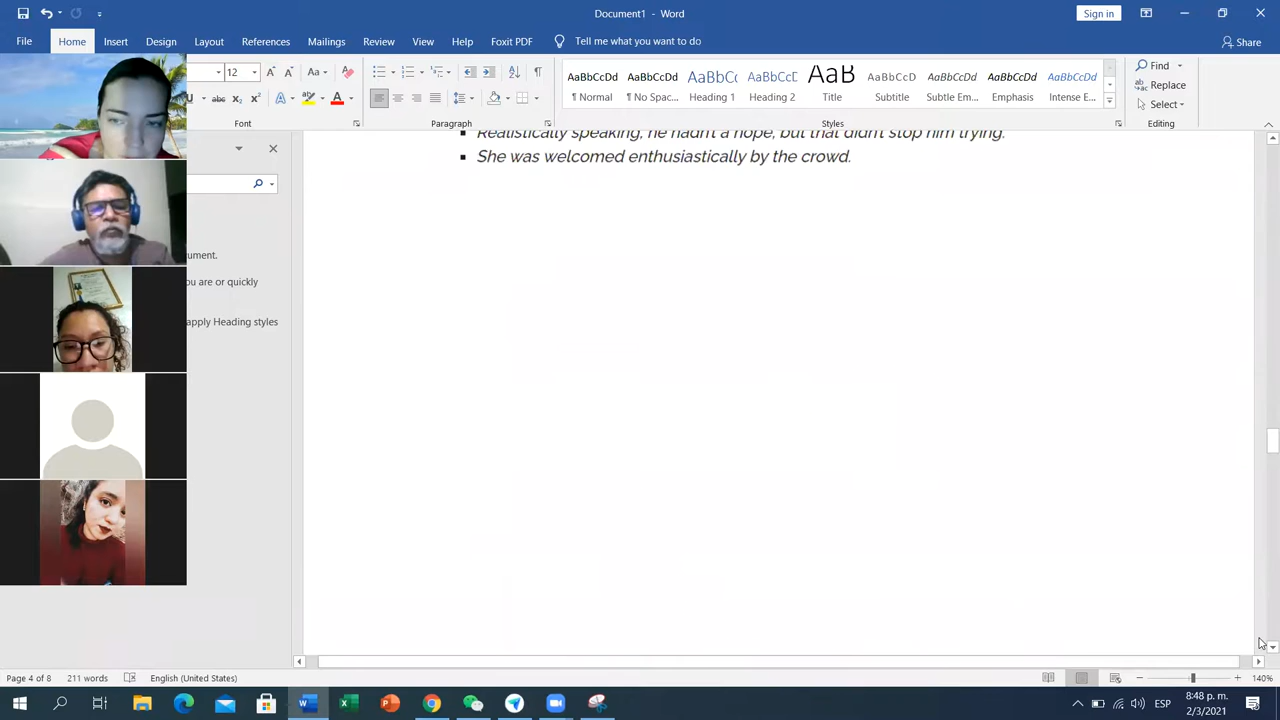 Document1 - Word
Sign in
File
Home
Insert
Design
Layout
References
Mailings
Review
View
Help
Foxit PDF
Tell me what you want to do
Share
12
Aa
abc
Font
Paragraph
AaBbCcDd AaBbCcDd AaBbCc AaBbCcD AaB AaBbCcDd AaBbCcDd AaBbCcDd AaBbCcDd
¶ Normal ¶ No Spac... Heading 1 Heading 2 Title Subtitle Subtle Em... Emphasis Intense E...
Styles
Find
Replace
Select
Editing
ument.
ou are or quickly
apply Heading styles
Realistically speaking, he hadn't a hope, but that didn't stop him trying.
She was welcomed enthusiastically by the crowd.
Page 4 of 8 211 words English (United States) 140%
ESP
8:48 p. m.
2/3/2021